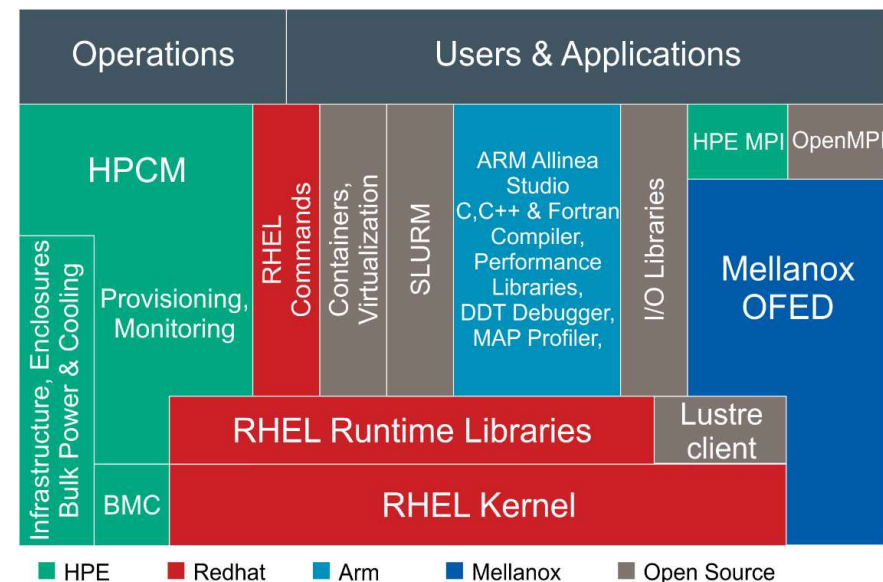 Operations
Users & Applications
HPCM
Provisioning,
Monitoring
Infrastructure, Enclosures
Bulk Power & Cooling
BMC
RHEL
Commands
Containers,
Virtualization
SLURM
ARM Allinea
Studio
C,C++ & Fortran
Compiler,
Performance
Libraries,
DDT Debugger,
MAP Profiler,
I/O Libraries
HPE MPI
OpenMPI
Mellanox
OFED
RHEL Runtime Libraries
Lustre
client
RHEL Kernel
HPE
Redhat
Arm
Mellanox
Open Source